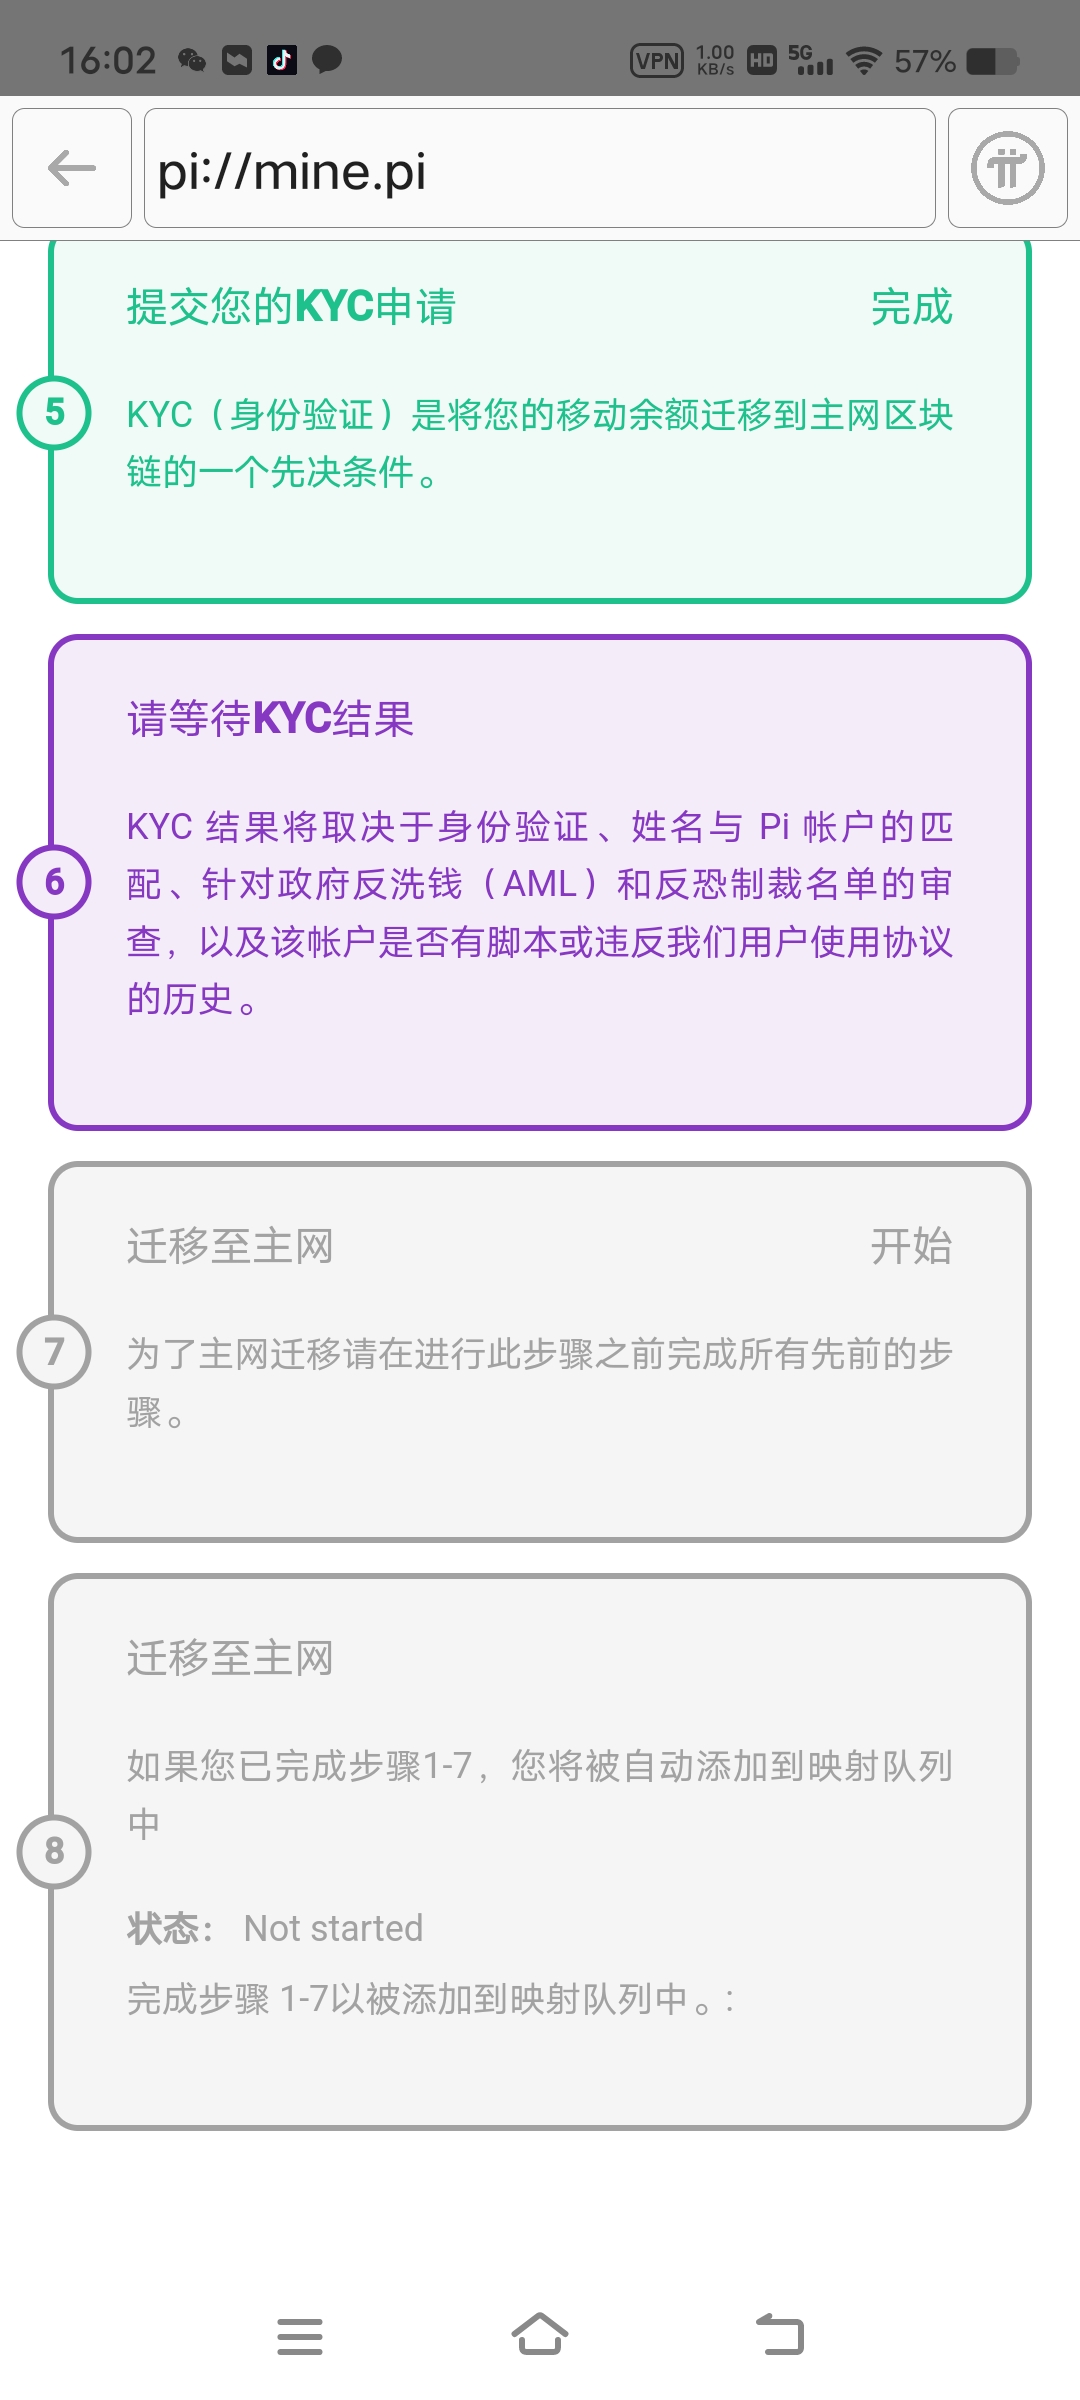 16:02 VPN 1.00 KB/s HD 5G 57%
pi://mine.pi
提交您的KYC申请 完成
5
KYC（身份验证）是将您的移动余额迁移到主网区块
链的一个先决条件。
请等待KYC结果
6
KYC 结果将取决于身份验证、姓名与 Pi 帐户的匹
配、针对政府反洗钱（AML）和反恐制裁名单的审
查，以及该帐户是否有脚本或违反我们用户使用协议
的历史。
迁移至主网 开始
7
为了主网迁移请在进行此步骤之前完成所有先前的步
骤。
迁移至主网
8
如果您已完成步骤1-7，您将被自动添加到映射队列
中
状态： Not started
完成步骤 1-7以被添加到映射队列中。: